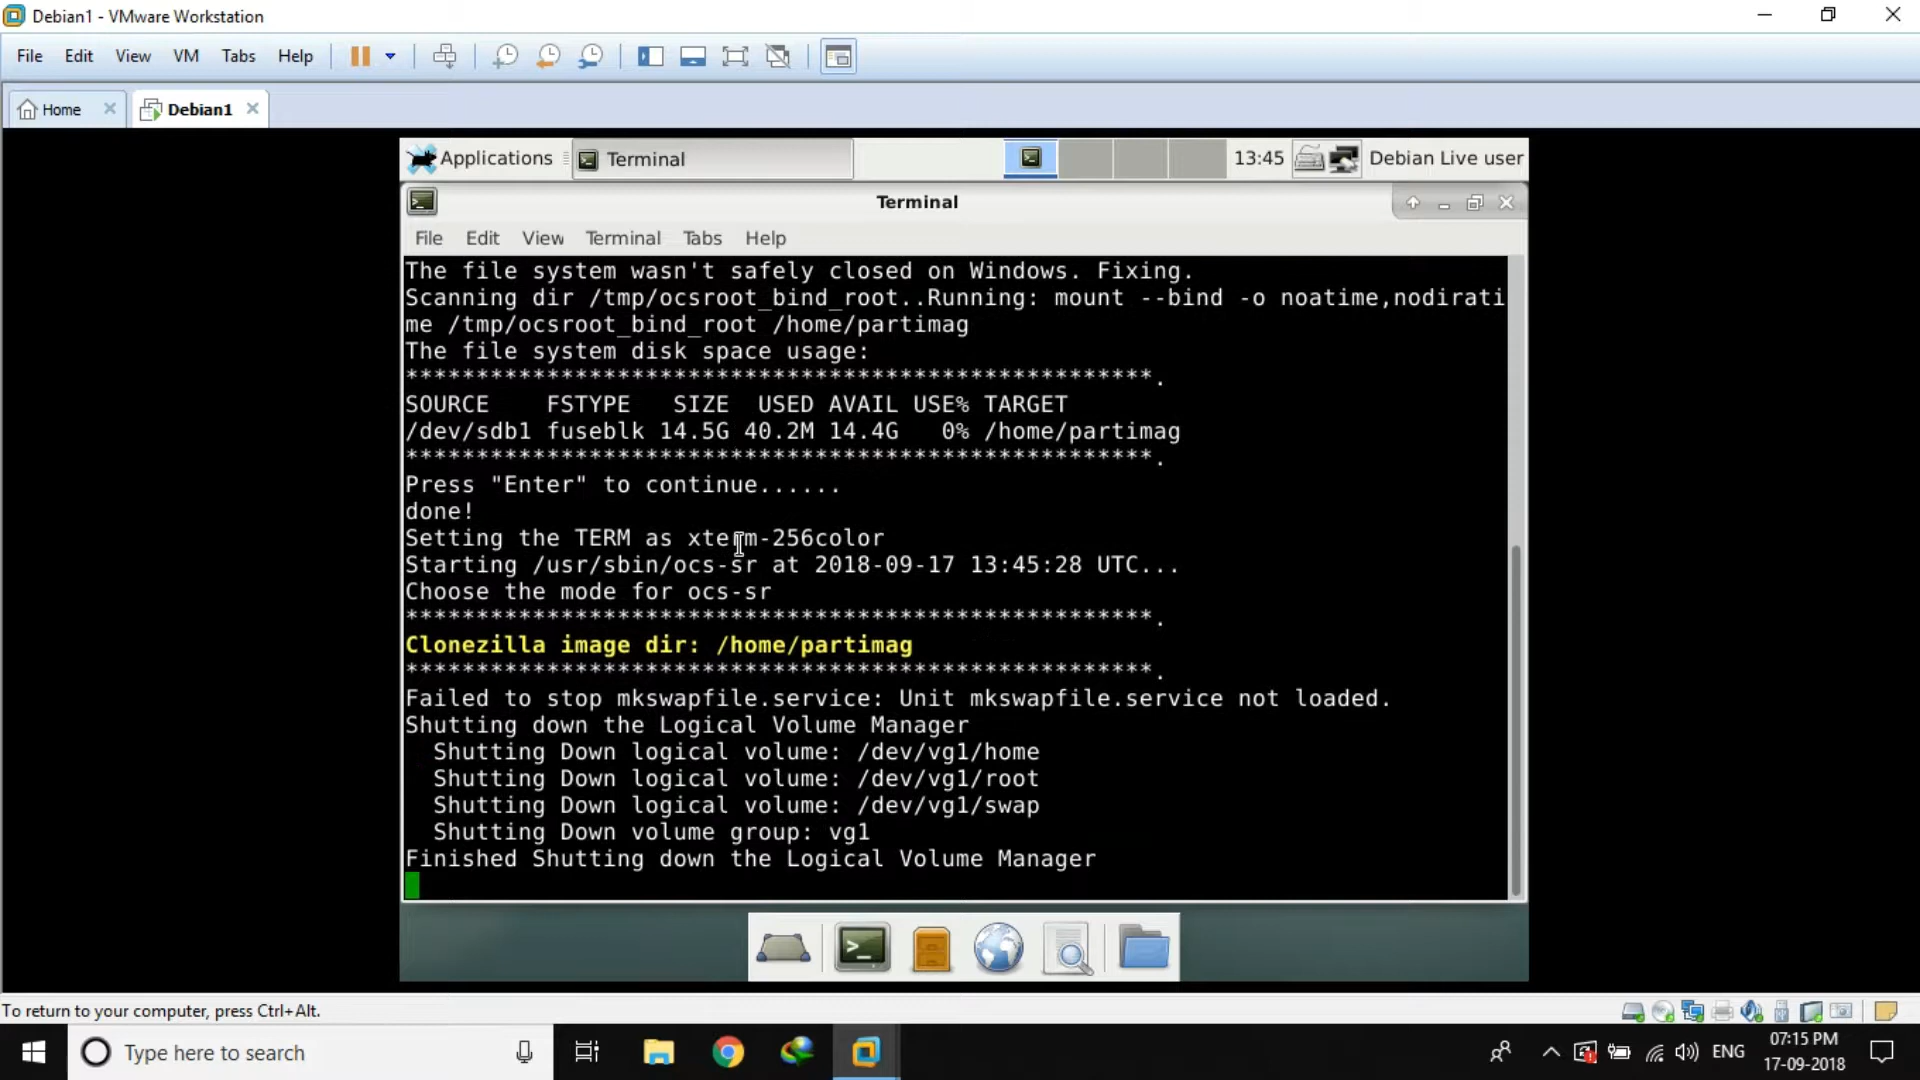 Debian1 - VMware Workstation
File Edit View VM Tabs Help
Home Debian1
Applications Terminal 13:45 Debian Live user
Terminal
File Edit View Terminal Tabs Help
The file system wasn't safely closed on Windows. Fixing.
Scanning dir /tmp/ocsroot_bind_root..Running: mount --bind -o noatime,nodirati
me /tmp/ocsroot_bind_root /home/partimag
The file system disk space usage:
*****************************************************.
SOURCE    FSTYPE   SIZE  USED AVAIL USE% TARGET
/dev/sdb1 fuseblk 14.5G 40.2M 14.4G   0% /home/partimag
*****************************************************.
Press "Enter" to continue......
done!
Setting the TERM as xterm-256color
Starting /usr/sbin/ocs-sr at 2018-09-17 13:45:28 UTC...
Choose the mode for ocs-sr
*****************************************************.
Clonezilla image dir: /home/partimag
*****************************************************.
Failed to stop mkswapfile.service: Unit mkswapfile.service not loaded.
Shutting down the Logical Volume Manager
  Shutting Down logical volume: /dev/vg1/home
  Shutting Down logical volume: /dev/vg1/root
  Shutting Down logical volume: /dev/vg1/swap
  Shutting Down volume group: vg1
Finished Shutting down the Logical Volume Manager
To return to your computer, press Ctrl+Alt.
Type here to search
ENG
07:15 PM
17-09-2018